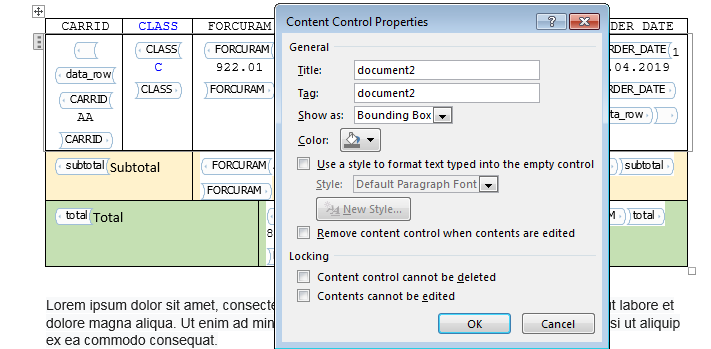 CARRID CLASS FORCURAM DER DATE
CLASS FORCURAM RDER_DATE 1
data_row C 922.01 .04.2019
CARRID CLASS FORCURAM RDER_DATE
AA ta_row
CARRID
subtotal Subtotal FORCURAM subtotal
FORCURAM
total Total M total
8
Content Control Properties ? ×
General
Title: document2
Tag: document2
Show as: Bounding Box
Color:
Use a style to format text typed into the empty control
Style: Default Paragraph Font
New Style...
Remove content control when contents are edited
Locking
Content control cannot be deleted
Contents cannot be edited
OK Cancel
Lorem ipsum dolor sit amet, consecte ut labore et
dolore magna aliqua. Ut enim ad min si ut aliquip
ex ea commodo consequat.